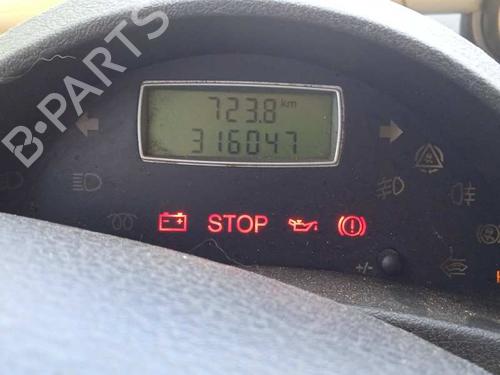 B-PARTS
723.8 km
316047
STOP
+/-